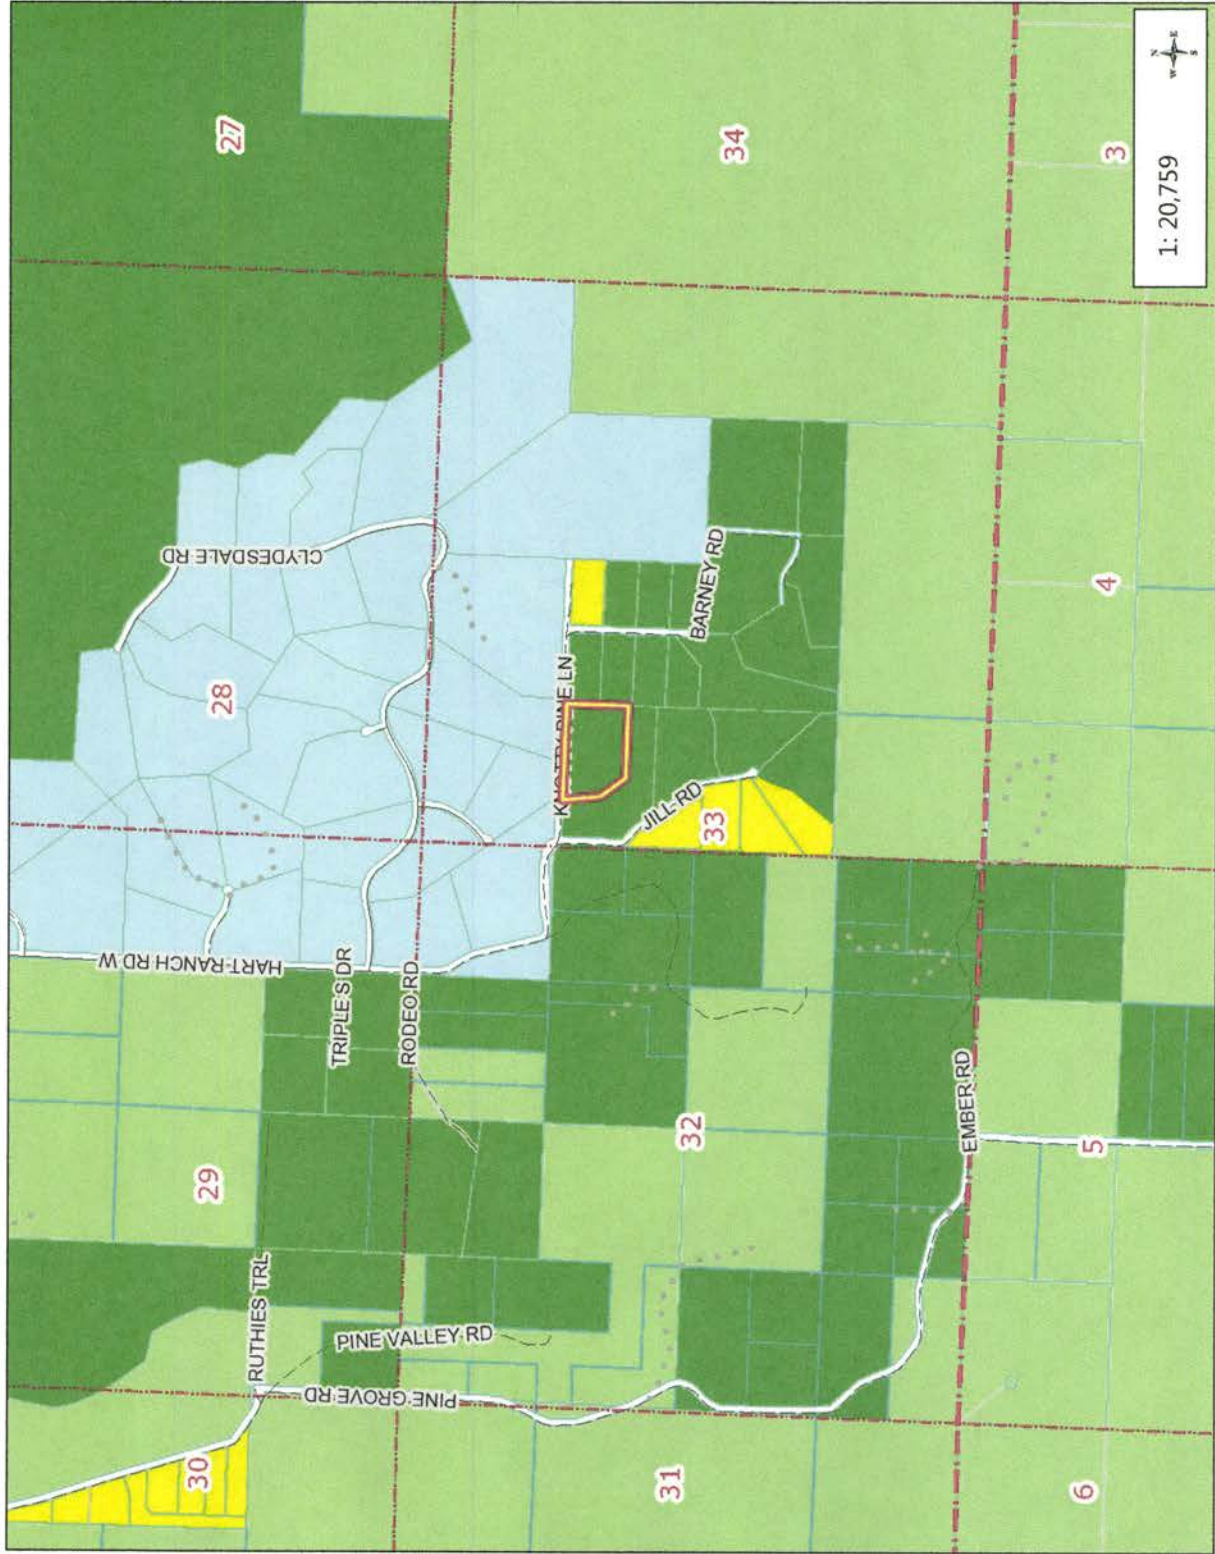 30
29
28
27
RUTHIES TRL
HART RANCH RD W
CLYDESDALE RD
TRIPLE S DR
RODEO RD
PINE VALLEY RD
PINE GROVE RD
PINE LN
JILL RD
BARNEY RD
31
32
33
34
EMBER RD
6
5
4
3
1: 20,759
N
W
E
S